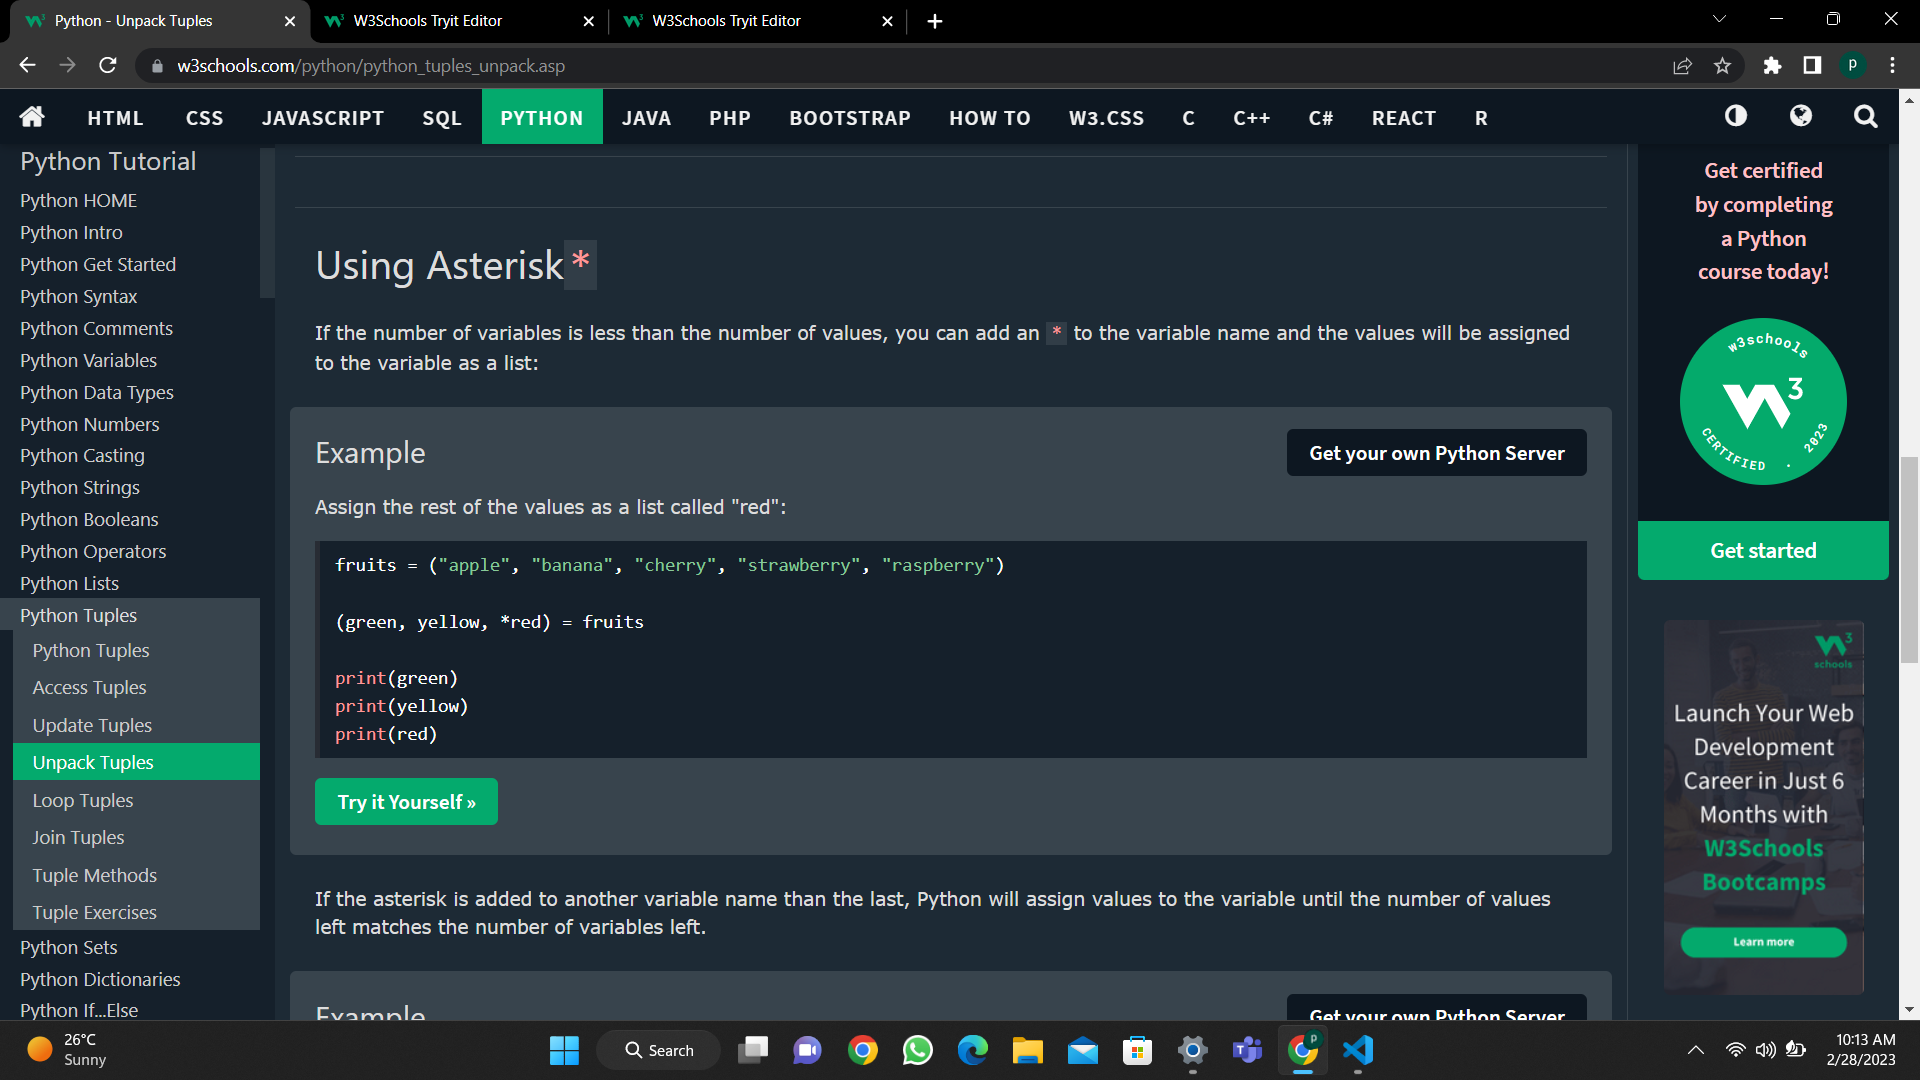 Python - Unpack Tuples
W3Schools Tryit Editor
W3Schools Tryit Editor
w3schools.com/python/python_tuples_unpack.asp
P
HTML CSS JAVASCRIPT SQL PYTHON JAVA PHP BOOTSTRAP HOW TO W3.CSS C C++ C# REACT R
Python Tutorial
Python HOME
Python Intro
Python Get Started
Python Syntax
Python Comments
Python Variables
Python Data Types
Python Numbers
Python Casting
Python Strings
Python Booleans
Python Operators
Python Lists
Python Tuples
Python Tuples
Access Tuples
Update Tuples
Unpack Tuples
Loop Tuples
Join Tuples
Tuple Methods
Tuple Exercises
Python Sets
Python Dictionaries
Python If...Else
Using Asterisk*
If the number of variables is less than the number of values, you can add an * to the variable name and the values will be assigned
to the variable as a list:
Example
Get your own Python Server
Assign the rest of the values as a list called "red":
fruits = ("apple", "banana", "cherry", "strawberry", "raspberry")
(green, yellow, *red) = fruits
print(green)
print(yellow)
print(red)
Try it Yourself »
If the asterisk is added to another variable name than the last, Python will assign values to the variable until the number of values
left matches the number of variables left.
Example
Get your own Python Server
Get certified
by completing
a Python
course today!
w3schools
W3
CERTIFIED . 2023
Get started
W3
schools
Launch Your Web
Development
Career in Just 6
Months with
W3Schools
Bootcamps
Learn more
26°C
Sunny
Search
P
10:13 AM
2/28/2023